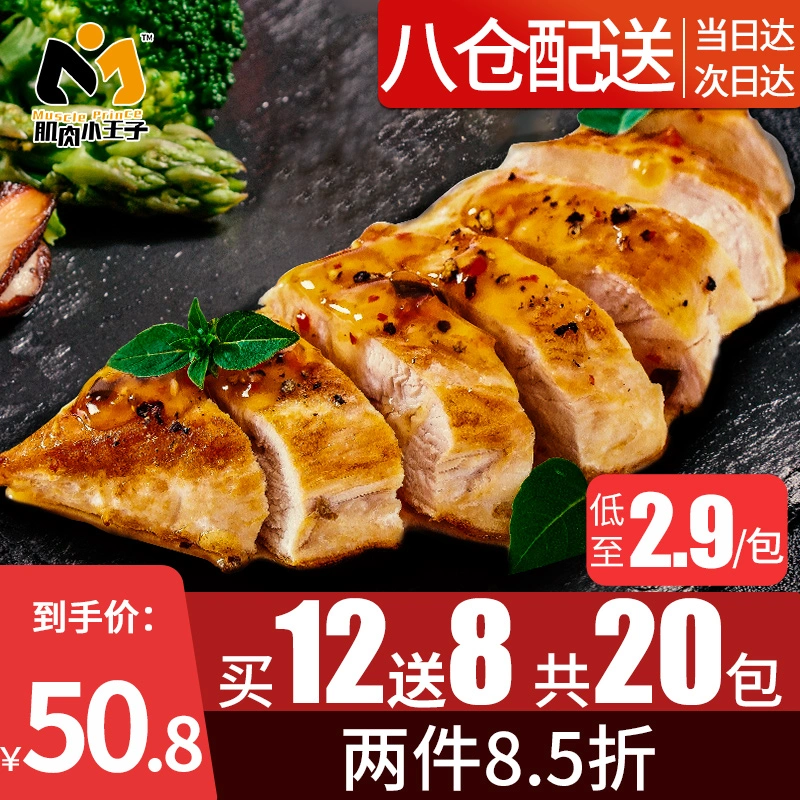 TM
Muscle Prince
肌肉小王子
八仓配送
当日达
次日达
低至2.9/包
到手价：
¥50.8
买12送8 共20包
两件8.5折